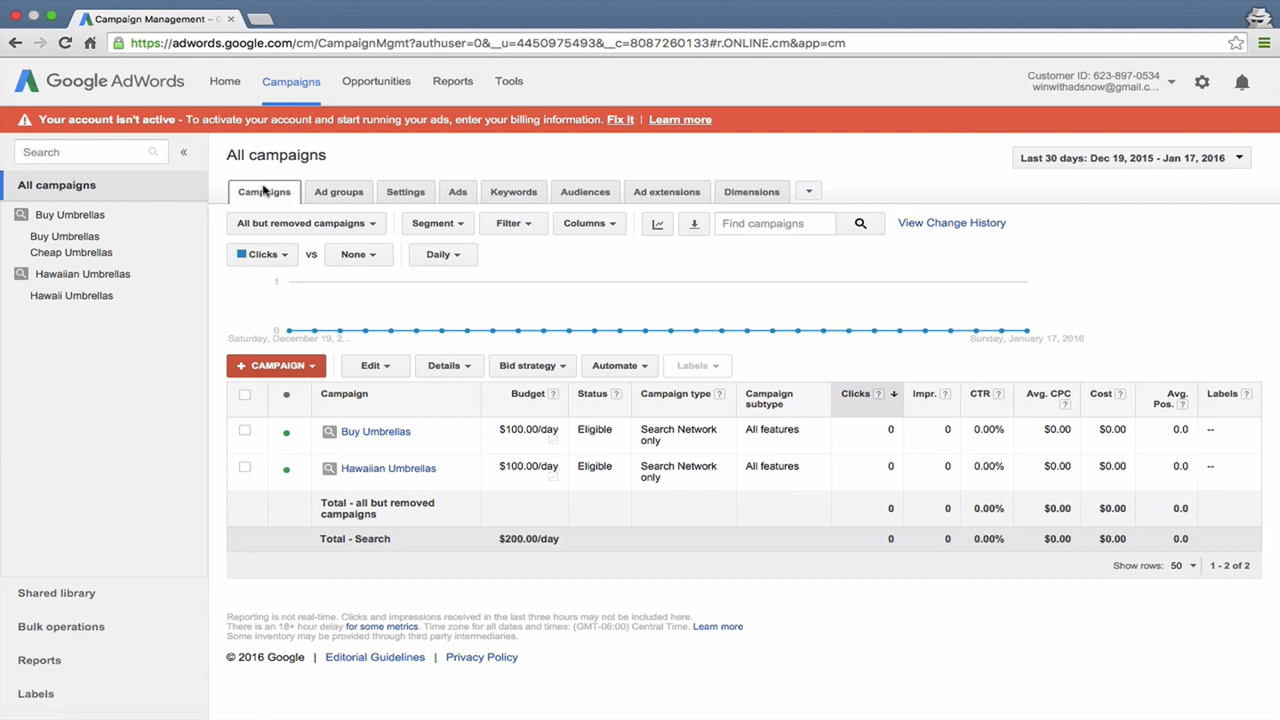 Campaign Management – G
https://adwords.google.com/cm/CampaignMgmt?authuser=0&__u=4450975493&__c=8087260133#r.ONLINE.cm&app=cm
Google AdWords Home Campaigns Opportunities Reports Tools
Customer ID: 623-897-0534
winwithadsnow@gmail.c...
Your account isn't active - To activate your account and start running your ads, enter your billing information. Fix it | Learn more
Search «
All campaigns
Buy Umbrellas
Buy Umbrellas
Cheap Umbrellas
Hawaiian Umbrellas
Hawaii Umbrellas
Shared library
Bulk operations
Reports
Labels
All campaigns
Last 30 days: Dec 19, 2015 - Jan 17, 2016
Campaigns Ad groups Settings Ads Keywords Audiences Ad extensions Dimensions
All but removed campaigns Segment Filter Columns Find campaigns View Change History
Clicks VS None Daily
1
0
Saturday, December 19, 2... Sunday, January 17, 2016
+ CAMPAIGN Edit Details Bid strategy Automate Labels
Campaign Budget ? Status ? Campaign type ? Campaign subtype Clicks ? Impr. ? CTR ? Avg. CPC ? Cost ? Avg. Pos. ? Labels ?
Buy Umbrellas $100.00/day Eligible Search Network only All features 0 0 0.00% $0.00 $0.00 0.0 --
Hawaiian Umbrellas $100.00/day Eligible Search Network only All features 0 0 0.00% $0.00 $0.00 0.0 --
Total - all but removed campaigns 0 0 0.00% $0.00 $0.00 0.0
Total - Search $200.00/day 0 0 0.00% $0.00 $0.00 0.0
Show rows: 50 1 - 2 of 2
Reporting is not real-time. Clicks and impressions received in the last three hours may not be included here.
There is an 18+ hour delay for some metrics. Time zone for all dates and times: (GMT-06:00) Central Time. Learn more
Some inventory may be provided through third party intermediaries.
© 2016 Google | Editorial Guidelines | Privacy Policy